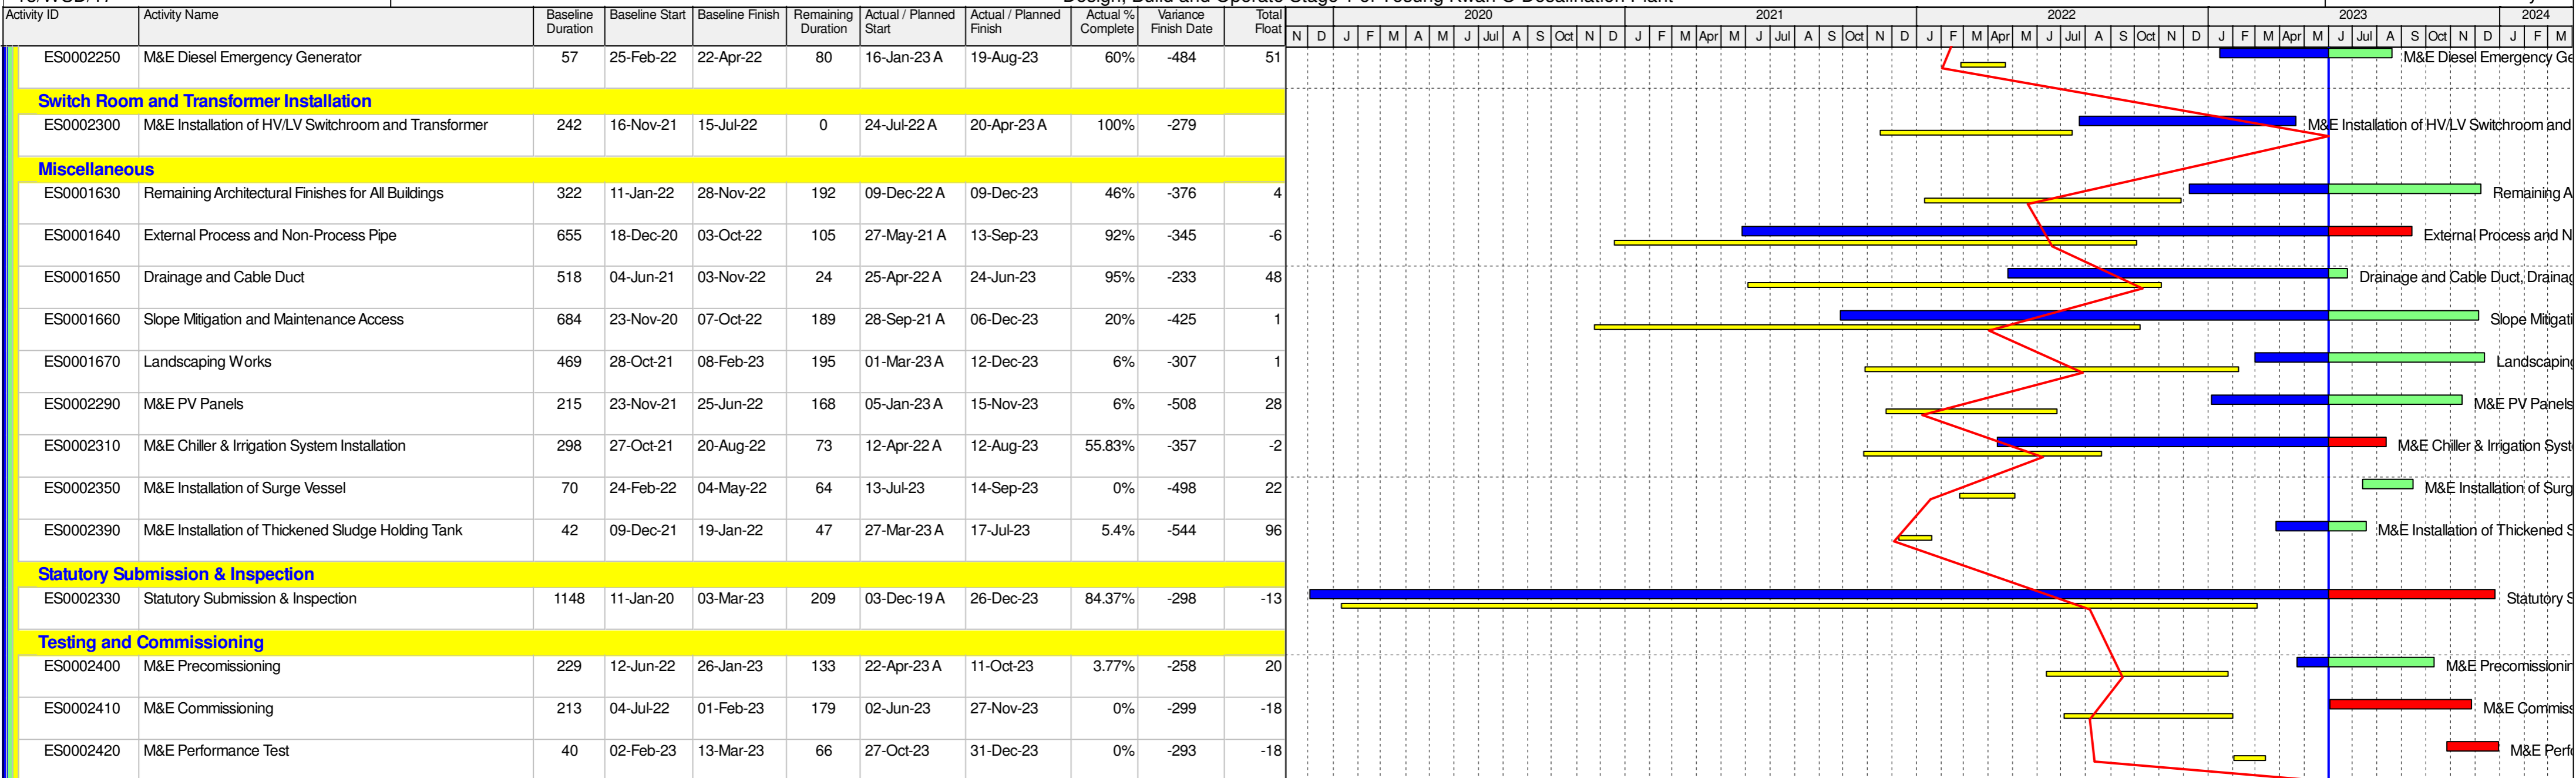 Activity ID Activity Name Baseline Duration Baseline Start Baseline Finish Remaining Duration Actual / Planned Start Actual / Planned Finish Actual % Complete Variance Finish Date Total Float
2020 2021 2022 2023 2024
N D J F M A M J Jul A S Oct N D J F M Apr M J Jul A S Oct N D J F M Apr M J Jul A S Oct N D J F M Apr M J Jul A S Oct N D J F M
ES0002250 M&E Diesel Emergency Generator 57 25-Feb-22 22-Apr-22 80 16-Jan-23 A 19-Aug-23 60% -484 51 M&E Diesel Emergency Ge
Switch Room and Transformer Installation
ES0002300 M&E Installation of HV/LV Switchroom and Transformer 242 16-Nov-21 15-Jul-22 0 24-Jul-22 A 20-Apr-23 A 100% -279 M&E Installation of HV/LV Switchroom and
Miscellaneous
ES0001630 Remaining Architectural Finishes for All Buildings 322 11-Jan-22 28-Nov-22 192 09-Dec-22 A 09-Dec-23 46% -376 4 Remaining A
ES0001640 External Process and Non-Process Pipe 655 18-Dec-20 03-Oct-22 105 27-May-21 A 13-Sep-23 92% -345 -6 External Process and N
ES0001650 Drainage and Cable Duct 518 04-Jun-21 03-Nov-22 24 25-Apr-22 A 24-Jun-23 95% -233 48 Drainage and Cable Duct, Drainag
ES0001660 Slope Mitigation and Maintenance Access 684 23-Nov-20 07-Oct-22 189 28-Sep-21 A 06-Dec-23 20% -425 1 Slope Mitigati
ES0001670 Landscaping Works 469 28-Oct-21 08-Feb-23 195 01-Mar-23 A 12-Dec-23 6% -307 1 Landscaping
ES0002290 M&E PV Panels 215 23-Nov-21 25-Jun-22 168 05-Jan-23 A 15-Nov-23 6% -508 28 M&E PV Panels
ES0002310 M&E Chiller & Irrigation System Installation 298 27-Oct-21 20-Aug-22 73 12-Apr-22 A 12-Aug-23 55.83% -357 -2 M&E Chiller & Irrigation Syst
ES0002350 M&E Installation of Surge Vessel 70 24-Feb-22 04-May-22 64 13-Jul-23 14-Sep-23 0% -498 22 M&E Installation of Surg
ES0002390 M&E Installation of Thickened Sludge Holding Tank 42 09-Dec-21 19-Jan-22 47 27-Mar-23 A 17-Jul-23 5.4% -544 96 M&E Installation of Thickened S
Statutory Submission & Inspection
ES0002330 Statutory Submission & Inspection 1148 11-Jan-20 03-Mar-23 209 03-Dec-19 A 26-Dec-23 84.37% -298 -13 Statutory S
Testing and Commissioning
ES0002400 M&E Precomissioning 229 12-Jun-22 26-Jan-23 133 22-Apr-23 A 11-Oct-23 3.77% -258 20 M&E Precomissionin
ES0002410 M&E Commissioning 213 04-Jul-22 01-Feb-23 179 02-Jun-23 27-Nov-23 0% -299 -18 M&E Commiss
ES0002420 M&E Performance Test 40 02-Feb-23 13-Mar-23 66 27-Oct-23 31-Dec-23 0% -293 -18 M&E Perfo